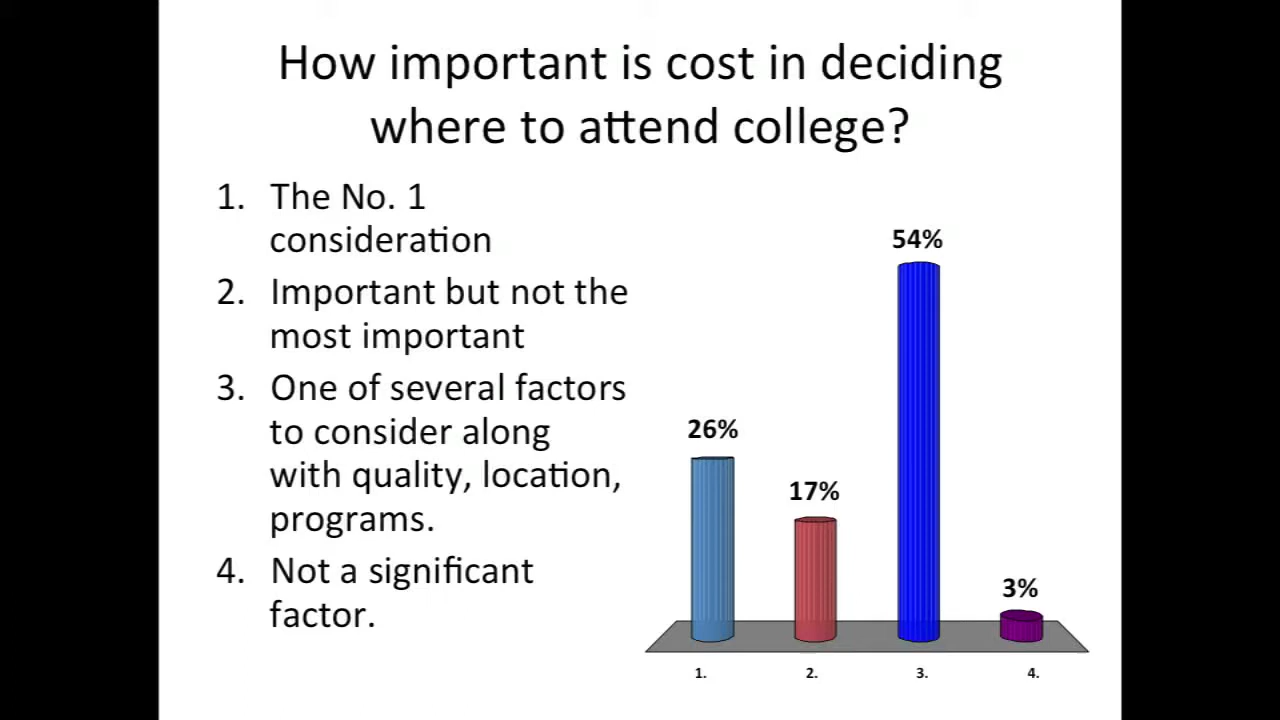 How important is cost in deciding
where to attend college?
1. The No. 1
consideration
2. Important but not the
most important
3. One of several factors
to consider along
with quality, location,
programs.
4. Not a significant
factor.
54%
26%
17%
3%
1. 2. 3. 4.